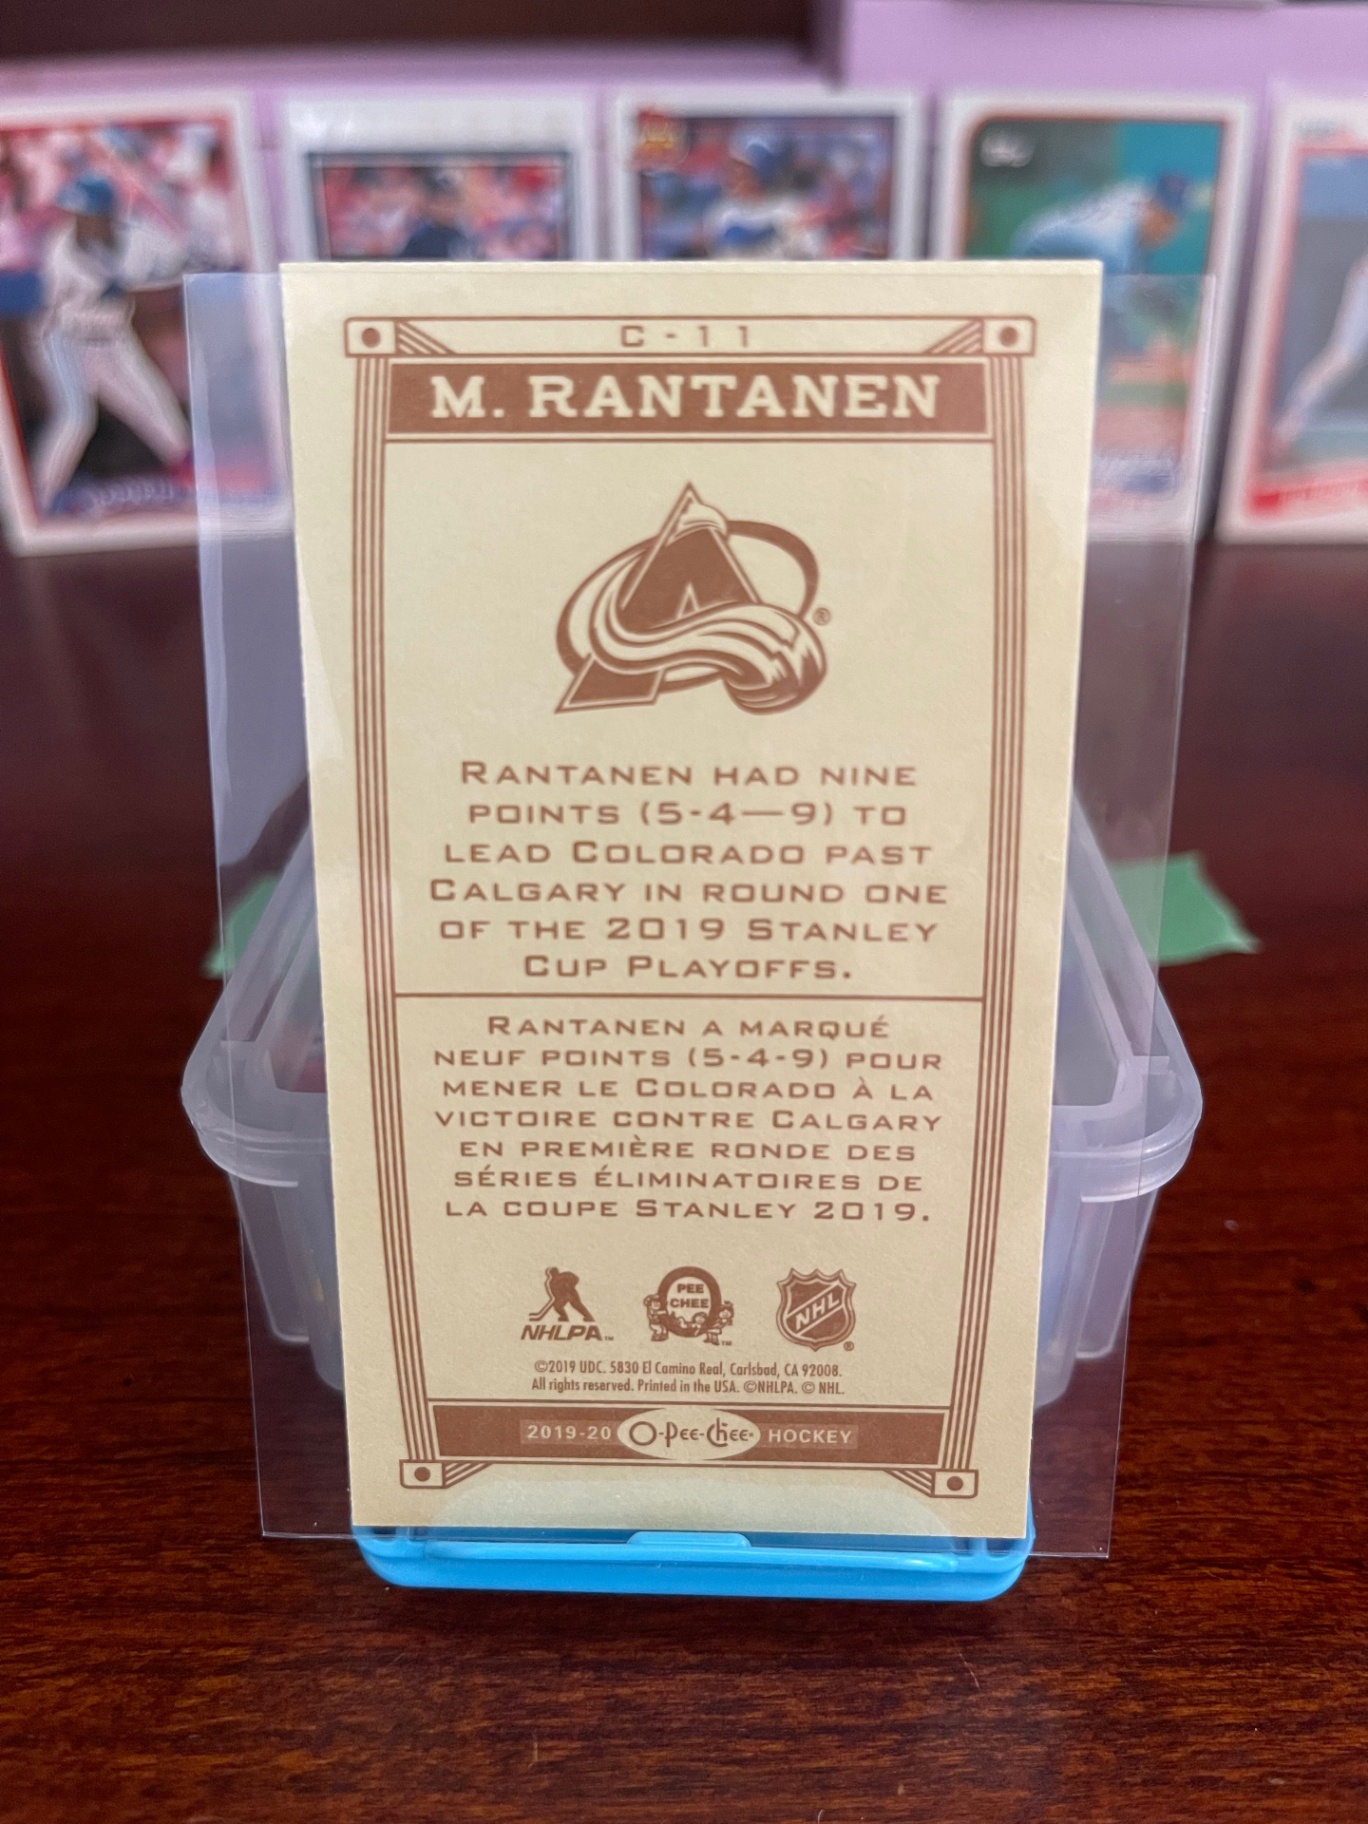 C-11
M. RANTANEN
A
®
RANTANEN HAD NINE
POINTS (5-4—9) TO
LEAD COLORADO PAST
CALGARY IN ROUND ONE
OF THE 2019 STANLEY
CUP PLAYOFFS.
RANTANEN A MARQUÉ
NEUF POINTS (5-4-9) POUR
MENER LE COLORADO À LA
VICTOIRE CONTRE CALGARY
EN PREMIÈRE RONDE DES
SÉRIES ÉLIMINATOIRES DE
LA COUPE STANLEY 2019.
NHLPA™
O PEE CHEE™
NHL®
©2019 UDC. 5830 El Camino Real, Carlsbad, CA 92008.
All rights reserved. Printed in the USA. ©NHLPA. © NHL.
2019-20 O-Pee-Chee® HOCKEY